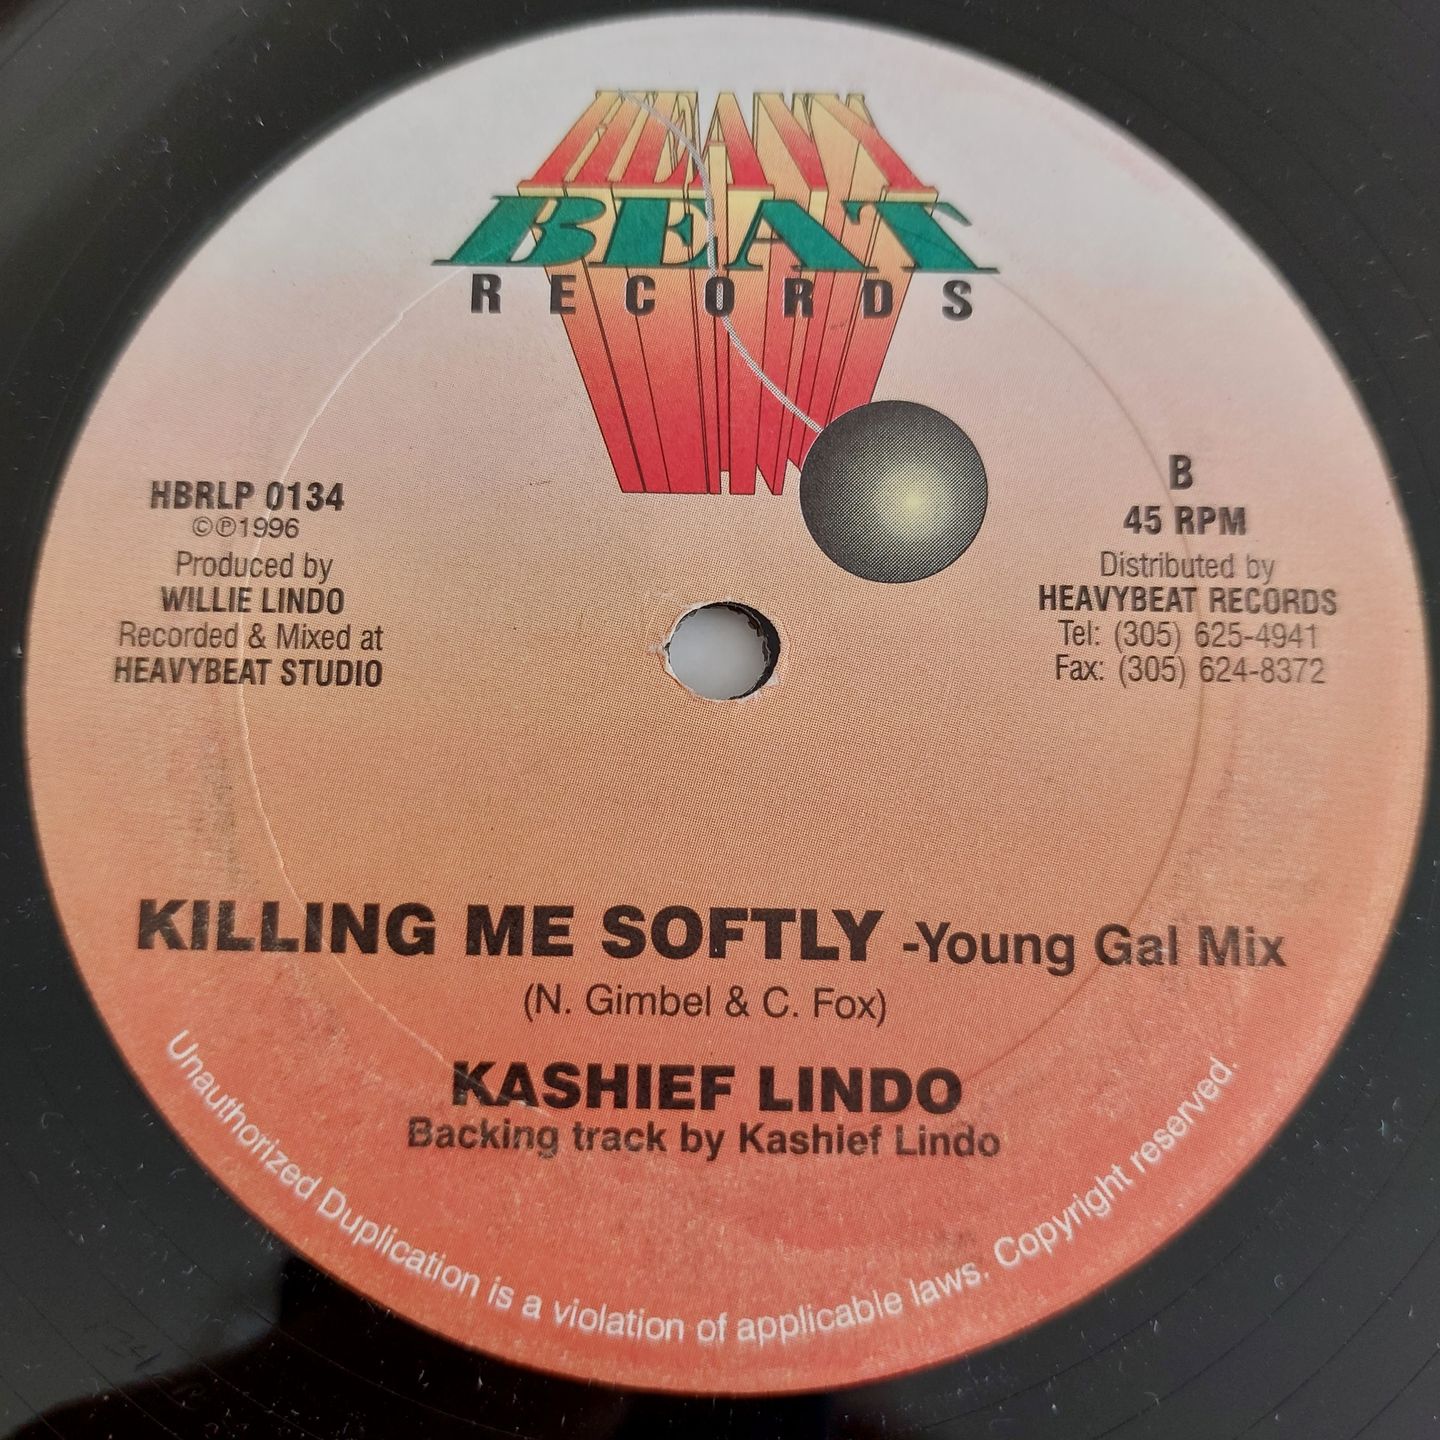 HEAVY
BEAT
RECORDS
HBRLP 0134
©℗1996
Produced by
WILLIE LINDO
Recorded & Mixed at
HEAVYBEAT STUDIO
B
45 RPM
Distributed by
HEAVYBEAT RECORDS
Tel: (305) 625-4941
Fax: (305) 624-8372
KILLING ME SOFTLY -Young Gal Mix
(N. Gimbel & C. Fox)
KASHIEF LINDO
Backing track by Kashief Lindo
Unauthorized Duplication is a violation of applicable laws. Copyright reserved.